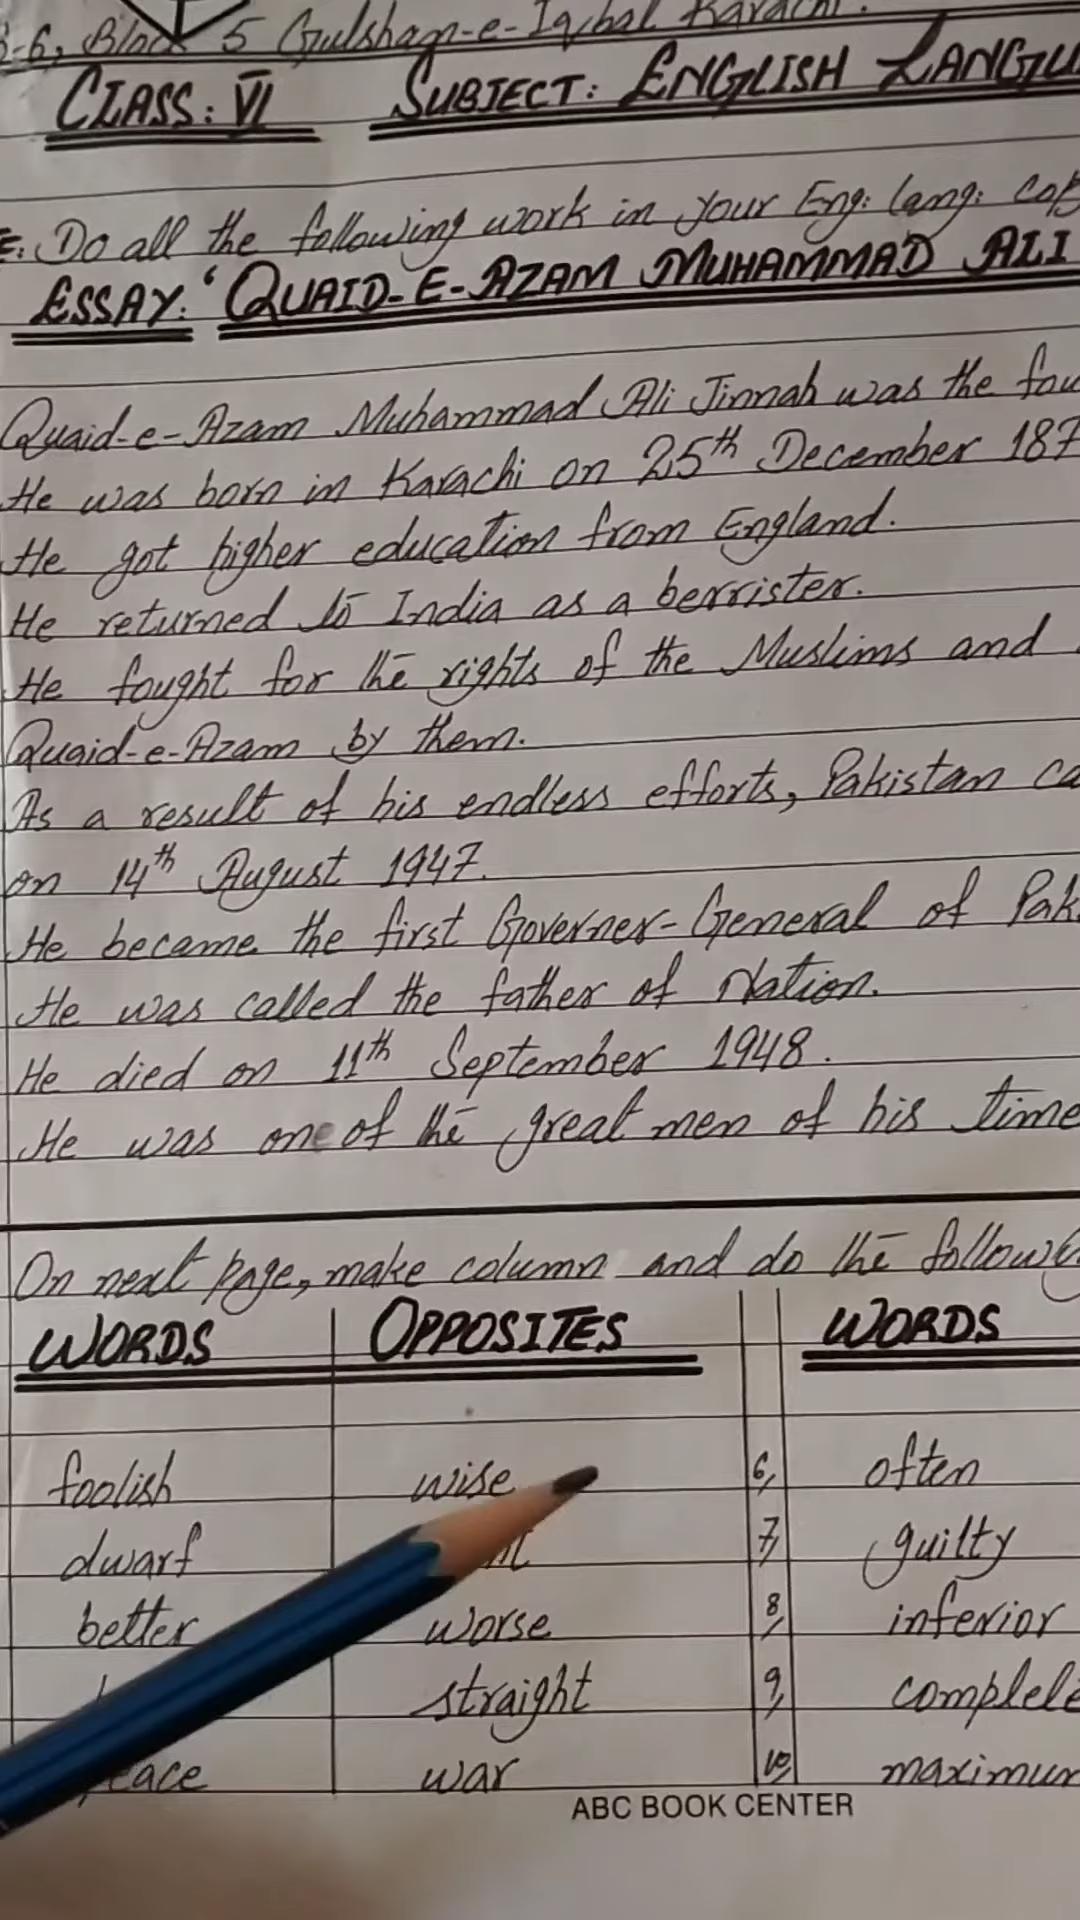 Block 5 Gulshan-e-Iqbal Karachi.
CLASS: VI SUBJECT: ENGLISH LANGU
E: Do all the following work in your Eng: lang: cop
ESSAY: 'QUAID-E-AZAM MUHAMMAD ALI
Quaid-e-Azam Muhammad Ali Jinnah was the fou
He was born in Karachi on 25th December 187
He got higher education from England.
He returned to India as a berrister.
He fought for the rights of the Muslims and
Quaid-e-Azam by them.
As a result of his endless efforts, Pakistan ca
on 14th August 1947.
He became the first Governer-General of Pak
He was called the father of Nation.
He died on 11th September 1948.
He was one of the great men of his time
On next page, make column and do the following
WORDS OPPOSITES WORDS
foolish wise 6, often
dwarf 7, guilty
better worse 8, inferior
straight 9, complete
peace war 10, maximum
ABC BOOK CENTER